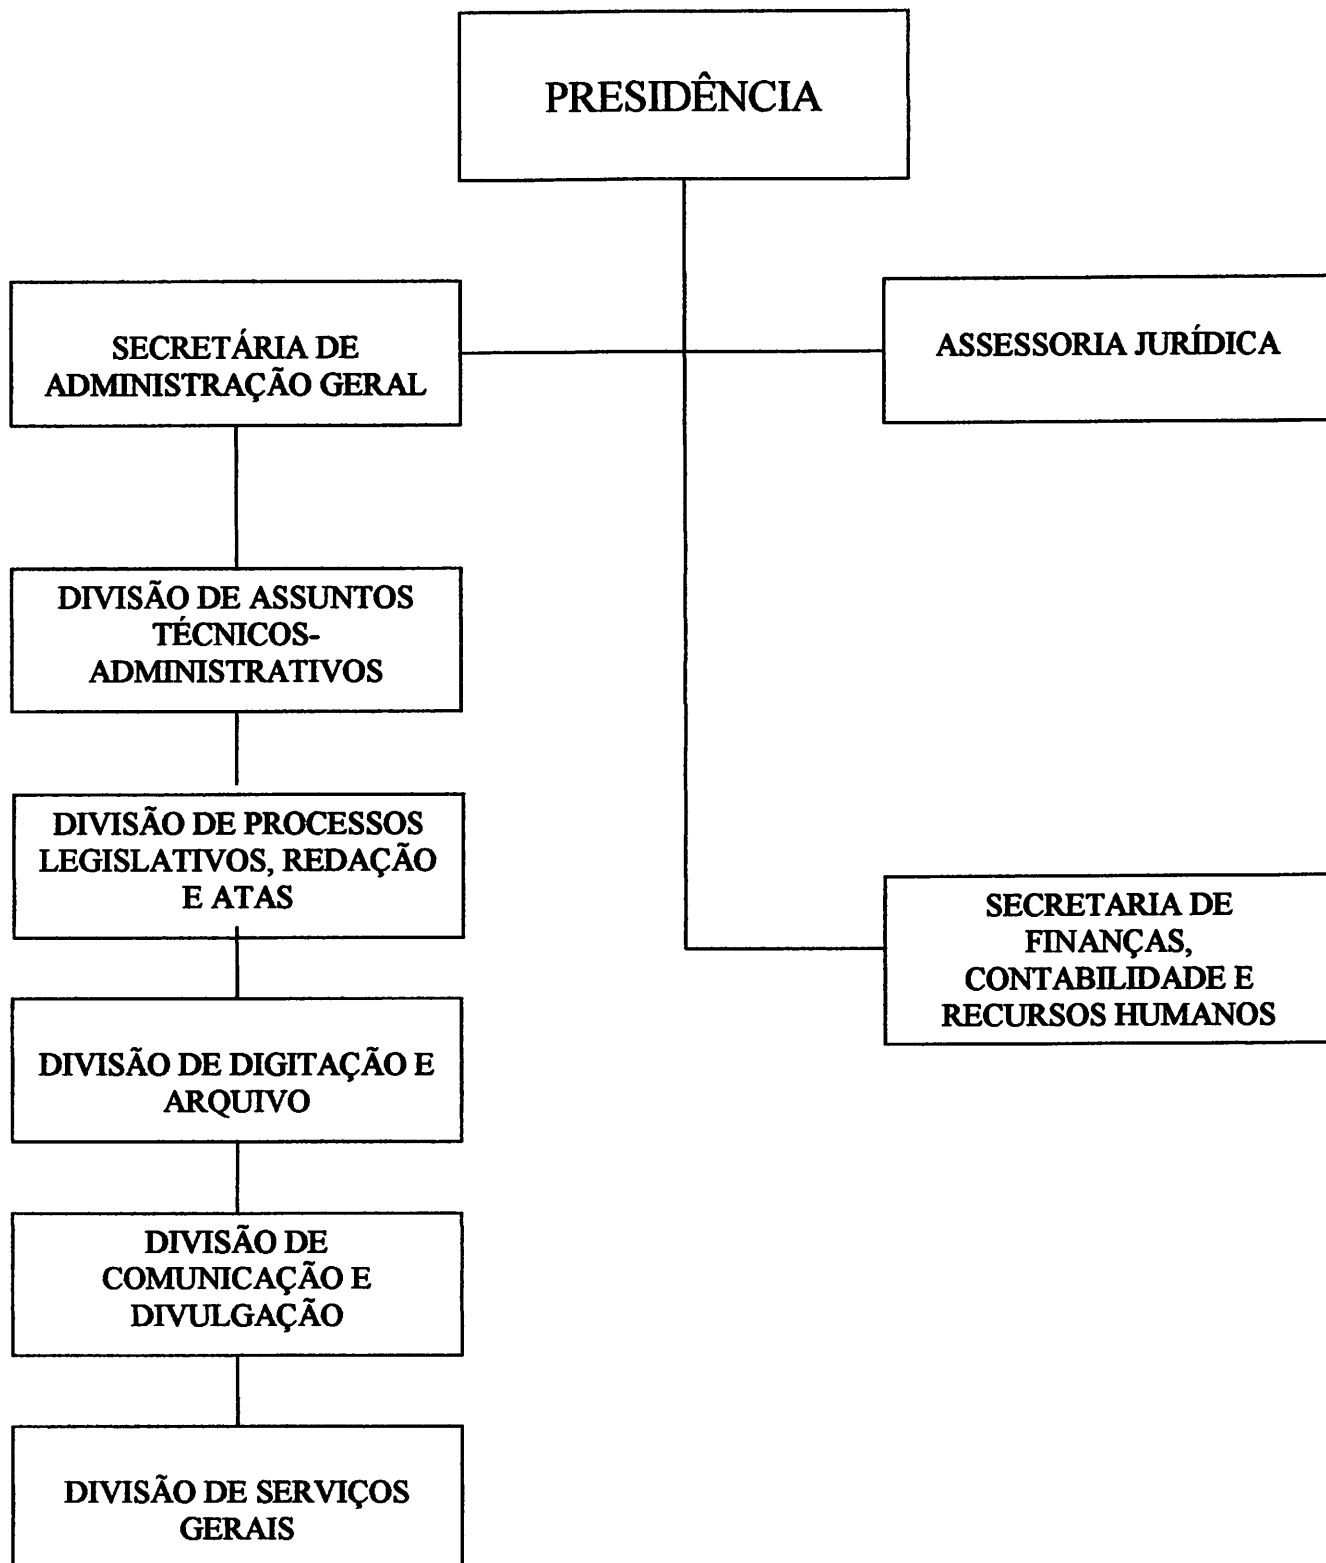 PRESIDÊNCIA
SECRETÁRIA DE
ADMINISTRAÇÃO GERAL
ASSESSORIA JURÍDICA
DIVISÃO DE ASSUNTOS
TÉCNICOS-
ADMINISTRATIVOS
DIVISÃO DE PROCESSOS
LEGISLATIVOS, REDAÇÃO
E ATAS
SECRETARIA DE
FINANÇAS,
CONTABILIDADE E
RECURSOS HUMANOS
DIVISÃO DE DIGITAÇÃO E
ARQUIVO
DIVISÃO DE
COMUNICAÇÃO E
DIVULGAÇÃO
DIVISÃO DE SERVIÇOS
GERAIS